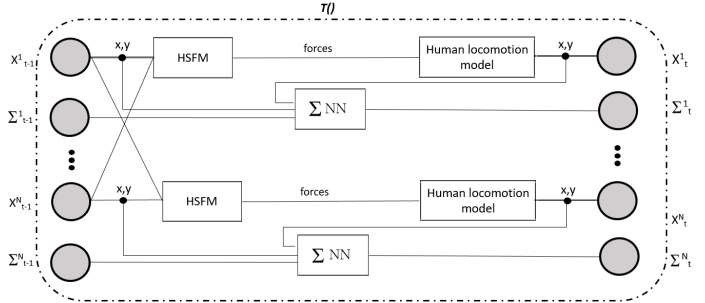 T()
X¹t-1
x,y
HSFM
forces
Human locomotion
model
x,y
X¹t
Σ¹t-1
Σ NN
Σ¹t
Xᴺt-1
x,y
HSFM
forces
Human locomotion
model
x,y
Xᴺt
Σᴺt-1
Σ NN
Σᴺt